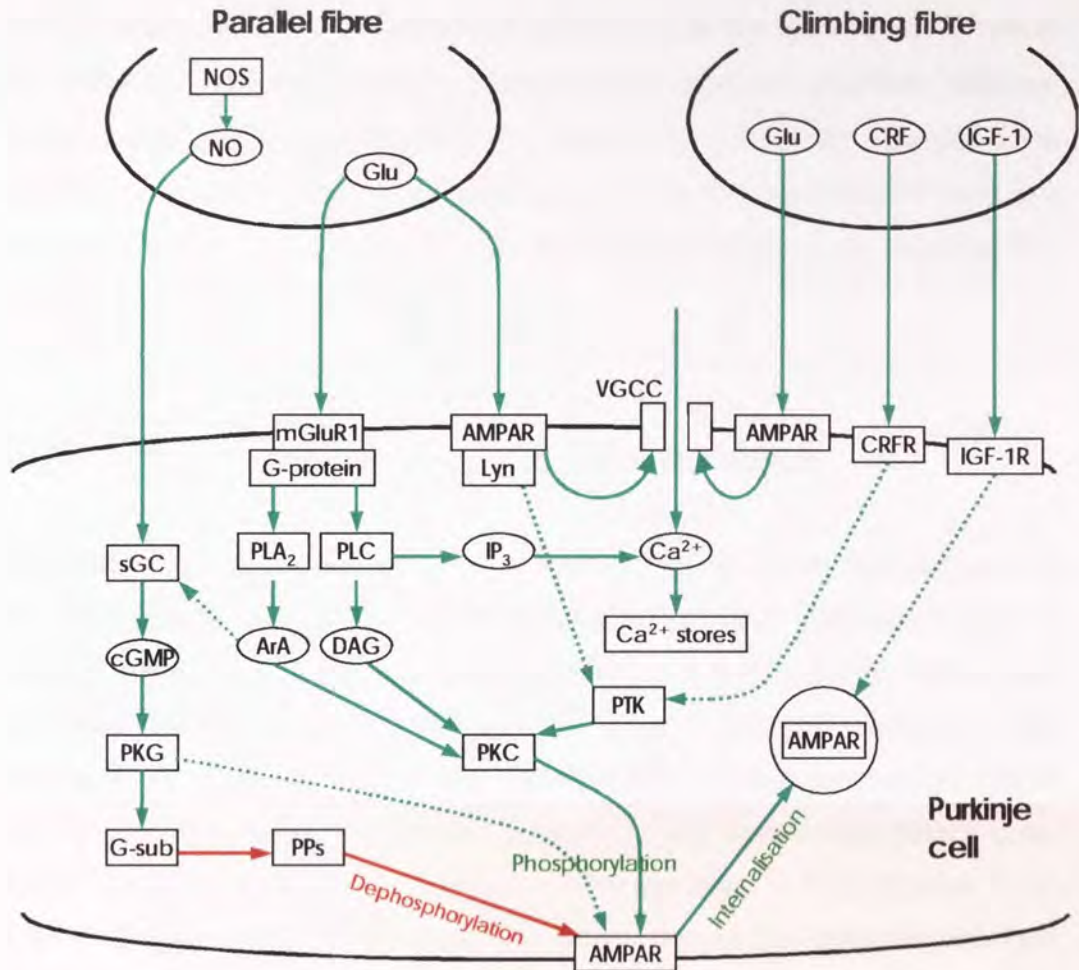 Parallel fibre
Climbing fibre
NOS
NO
Glu
Glu
CRF
IGF-1
VGCC
mGluR1
G-protein
AMPAR
Lyn
AMPAR
CRFR
IGF-1R
sGC
PLA₂
PLC
IP₃
Ca²⁺
Ca²⁺ stores
cGMP
ArA
DAG
PTK
PKG
PKC
AMPAR
G-sub
PPs
Phosphorylation
Dephosphorylation
Internalisation
Purkinje
cell
AMPAR